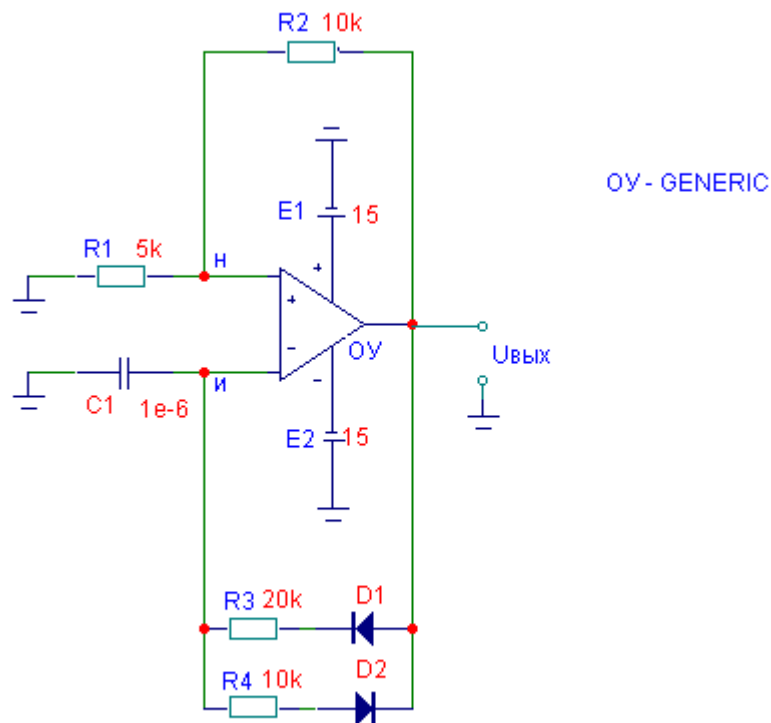 R2 10k
ОУ - GENERIC
E1 15
R1 5k
н
+
+
-
ОУ
Uвых
и
-
C1 1e-6
E2 15
R3 20k D1
R4 10k D2